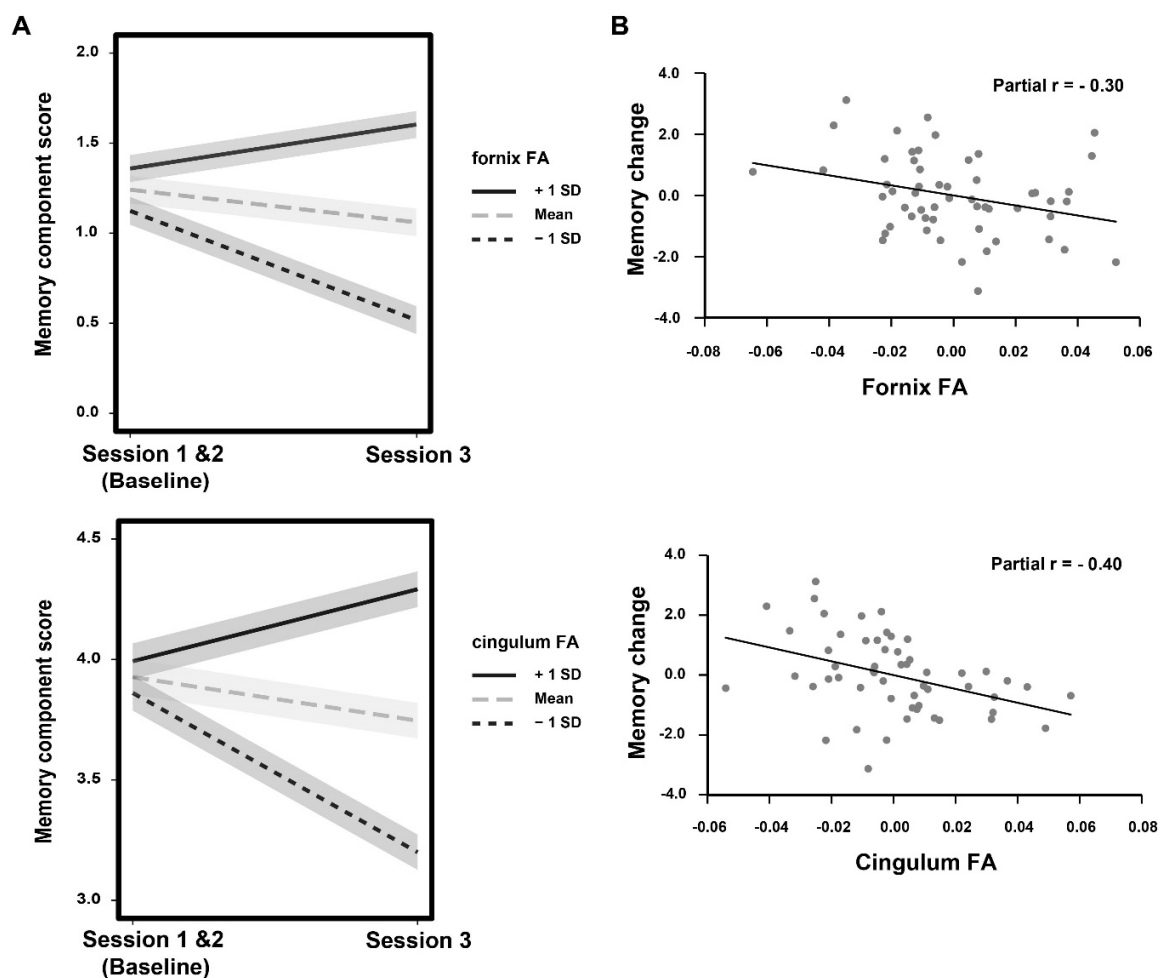 A
2.0
1.5
1.0
0.5
0.0
Memory component score
Session 1 &2
(Baseline)
Session 3
fornix FA
+ 1 SD
Mean
− 1 SD
B
4.0
2.0
0.0
-2.0
-4.0
Memory change
Partial r = - 0.30
-0.08 -0.06 -0.04 -0.02 0.00 0.02 0.04 0.06
Fornix FA
4.5
4.0
3.5
3.0
Memory component score
Session 1 &2
(Baseline)
Session 3
cingulum FA
+ 1 SD
Mean
− 1 SD
4.0
2.0
0.0
-2.0
-4.0
Memory change
Partial r = - 0.40
-0.06 -0.04 -0.02 0.00 0.02 0.04 0.06 0.08
Cingulum FA